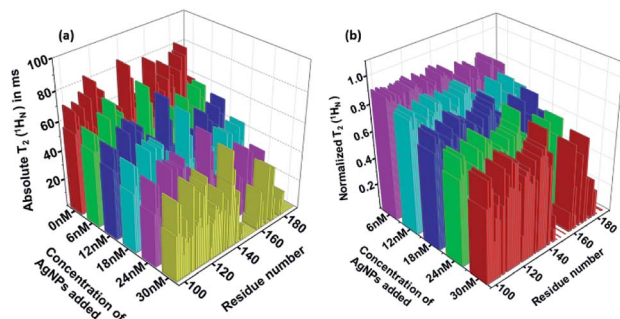 (a)
Absolute T2 (1HN) in ms
100
80
60
40
20
0nM
6nM
12nM
18nM
24nM
30nM
Concentration of
AgNPs added
100
120
140
160
180
Residue number
(b)
Normalized T2 (1HN)
1.0
0.8
0.6
0.4
0.2
6nM
12nM
18nM
24nM
30nM
Concentration of
AgNPs added
100
120
140
160
180
Residue number